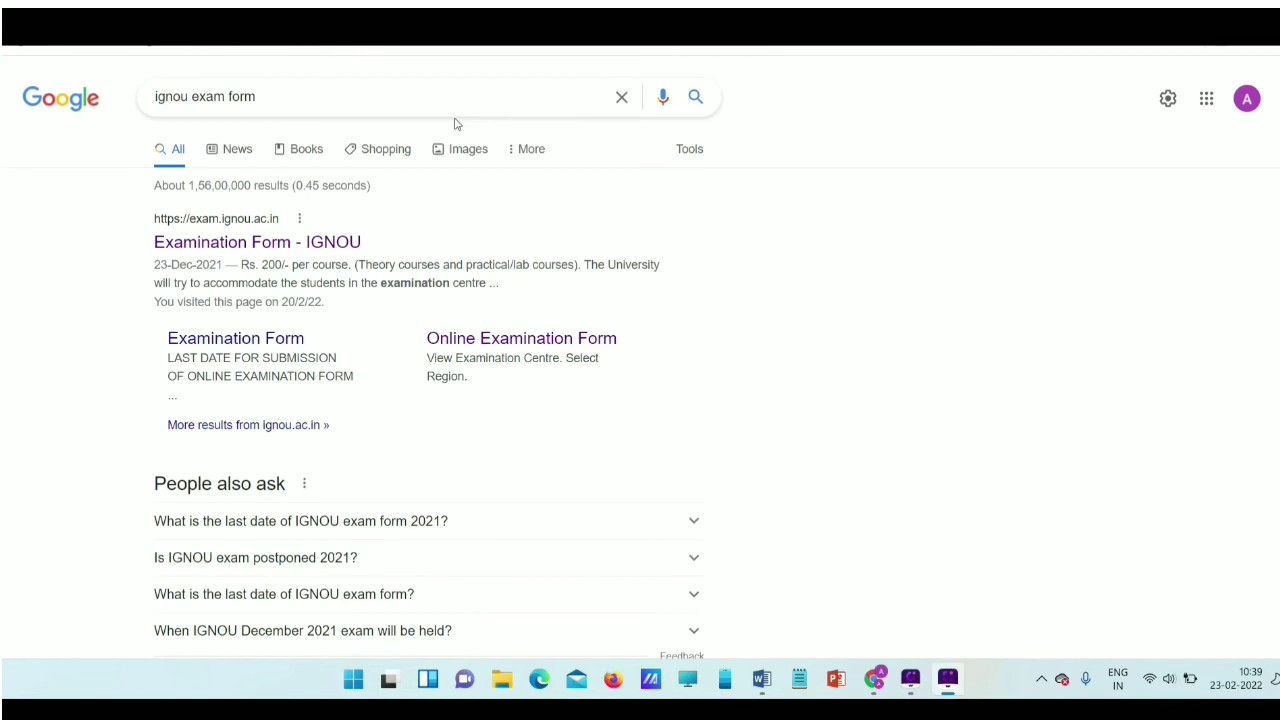 Google
ignou exam form
A
All News Books Shopping Images More Tools
About 1,56,00,000 results (0.45 seconds)
https://exam.ignou.ac.in
Examination Form - IGNOU
23-Dec-2021 — Rs. 200/- per course. (Theory courses and practical/lab courses). The University
will try to accommodate the students in the examination centre ...
You visited this page on 20/2/22.
Examination Form
LAST DATE FOR SUBMISSION
OF ONLINE EXAMINATION FORM
...
Online Examination Form
View Examination Centre. Select
Region.
More results from ignou.ac.in »
People also ask
What is the last date of IGNOU exam form 2021?
Is IGNOU exam postponed 2021?
What is the last date of IGNOU exam form?
When IGNOU December 2021 exam will be held?
Feedback
ENG
IN
10:39
23-02-2022